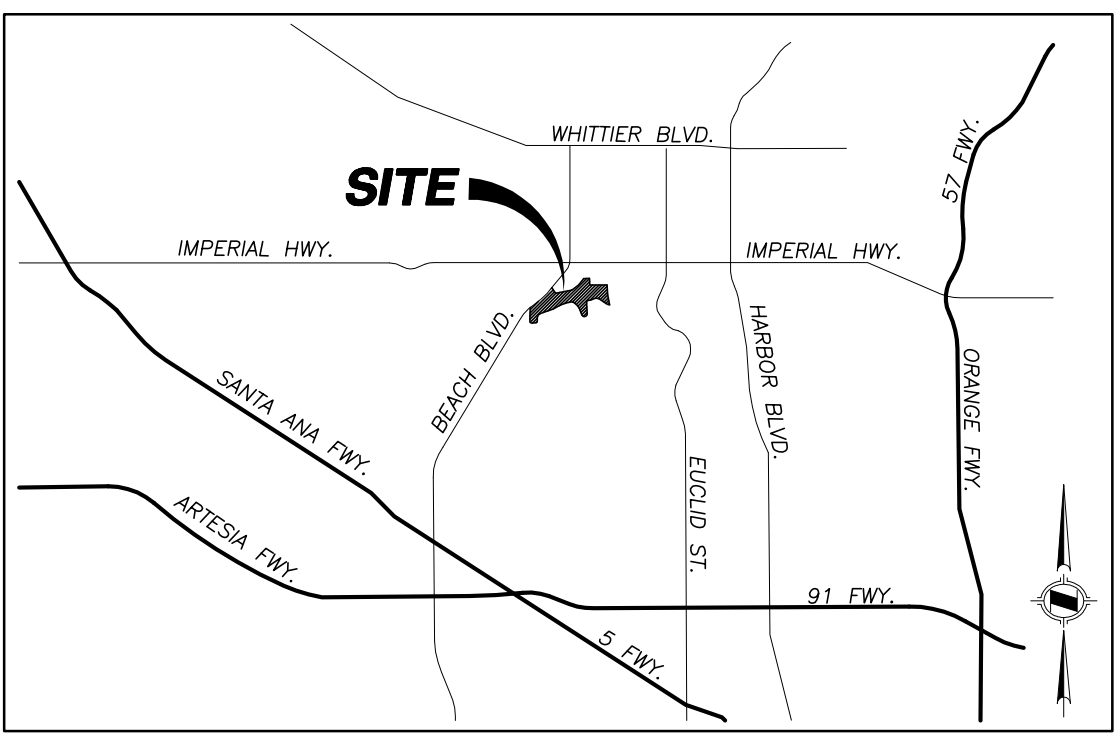 WHITTIER BLVD.
57 FWY.
SITE
IMPERIAL HWY.
IMPERIAL HWY.
BEACH BLVD.
HARBOR BLVD.
ORANGE FWY.
SANTA ANA FWY.
EUCLID ST.
ARTESIA FWY.
91 FWY.
5 FWY.